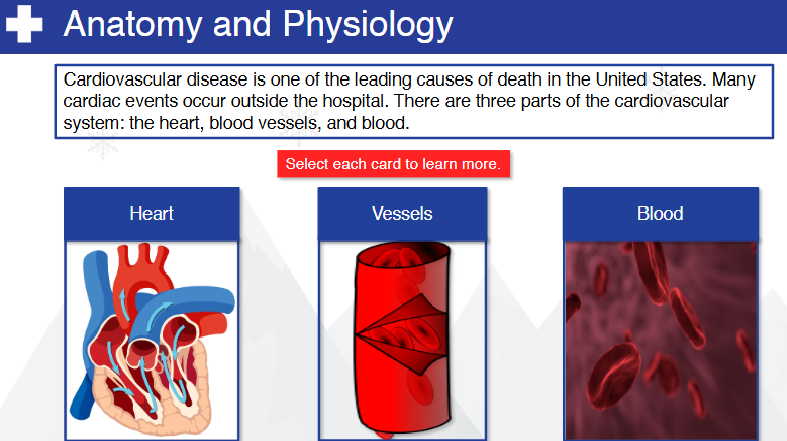 Anatomy and Physiology
Cardiovascular disease is one of the leading causes of death in the United States. Many
cardiac events occur outside the hospital. There are three parts of the cardiovascular
system: the heart, blood vessels, and blood.
Select each card to learn more.
Heart
Vessels
Blood